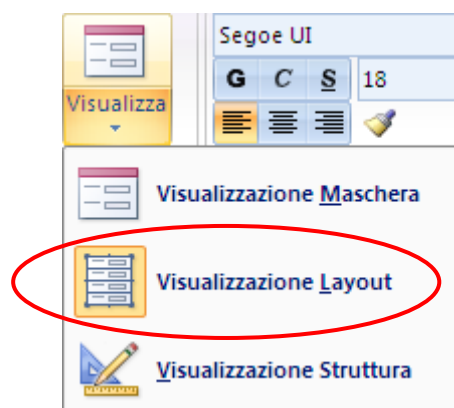 Segoe UI
G C S 18
Visualizza
Visualizzazione Maschera
Visualizzazione Layout
Visualizzazione Struttura